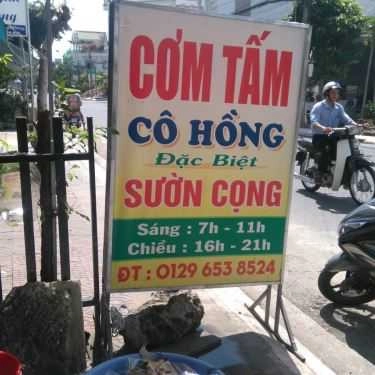 CƠM TẤM
CÔ HỒNG
Đặc Biệt
SƯỜN CỌNG
Sáng : 7h - 11h
Chiều : 16h - 21h
ĐT : 0129 653 8524